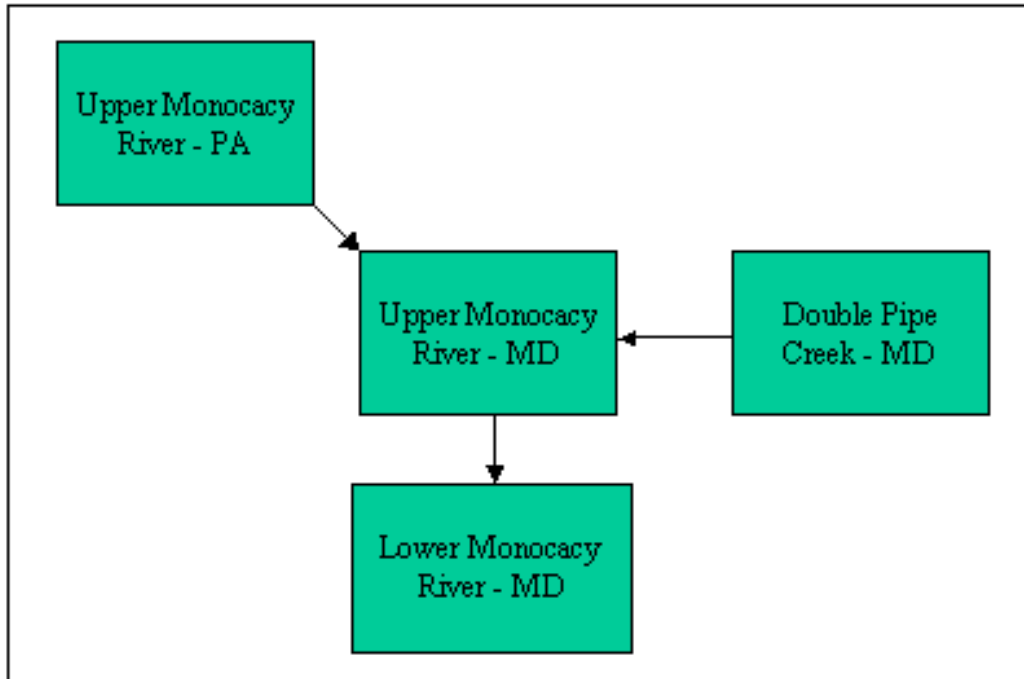 Upper Monocacy
River - PA
Upper Monocacy
River - MD
Double Pipe
Creek - MD
Lower Monocacy
River - MD